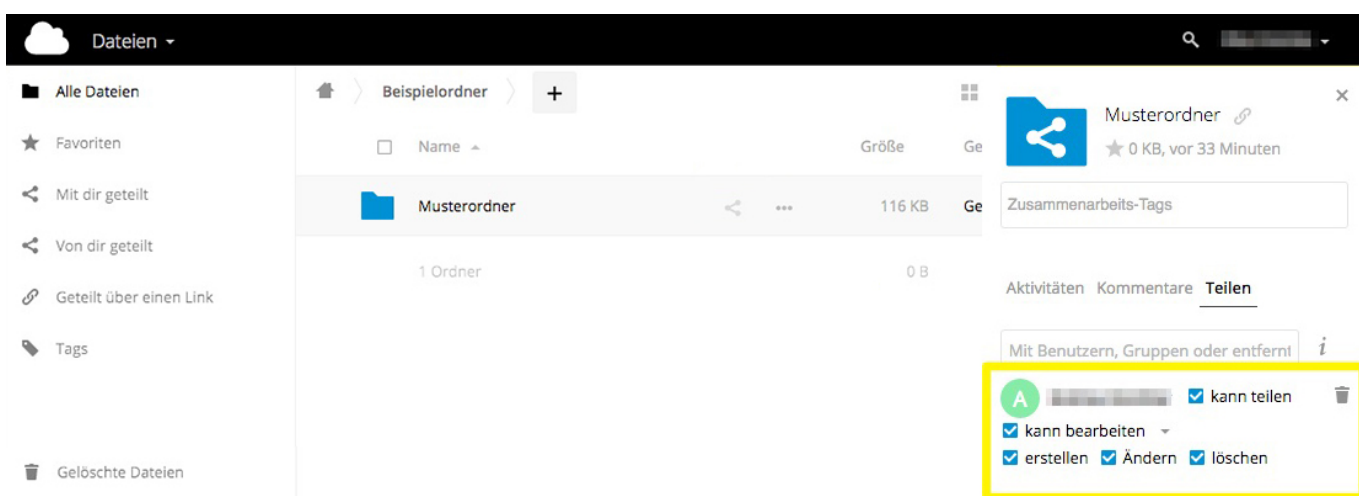 Dateien
Alle Dateien
Favoriten
Mit dir geteilt
Von dir geteilt
Geteilt über einen Link
Tags
Gelöschte Dateien
Beispielordner +
Name Größe Ge
Musterordner ... 116 KB Ge
1 Ordner 0 B
Musterordner
0 KB, vor 33 Minuten
Zusammenarbeits-Tags
Aktivitäten Kommentare Teilen
Mit Benutzern, Gruppen oder entfernt i
A kann teilen
kann bearbeiten
erstellen Ändern löschen